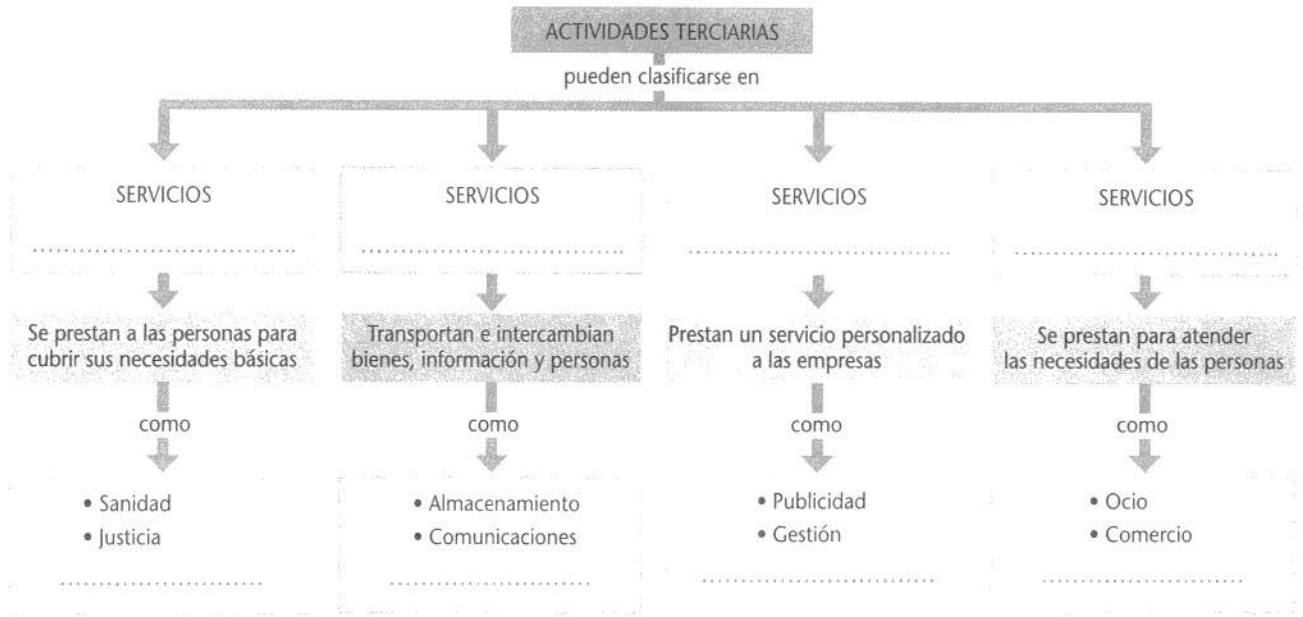 ACTIVIDADES TERCIARIAS
pueden clasificarse en
SERVICIOS
........................................
Se prestan a las personas para
cubrir sus necesidades básicas
como
• Sanidad
• Justicia
........................................
SERVICIOS
........................................
Transportan e intercambian
bienes, información y personas
como
• Almacenamiento
• Comunicaciones
........................................
SERVICIOS
........................................
Prestan un servicio personalizado
a las empresas
como
• Publicidad
• Gestión
........................................
SERVICIOS
........................................
Se prestan para atender
las necesidades de las personas
como
• Ocio
• Comercio
........................................